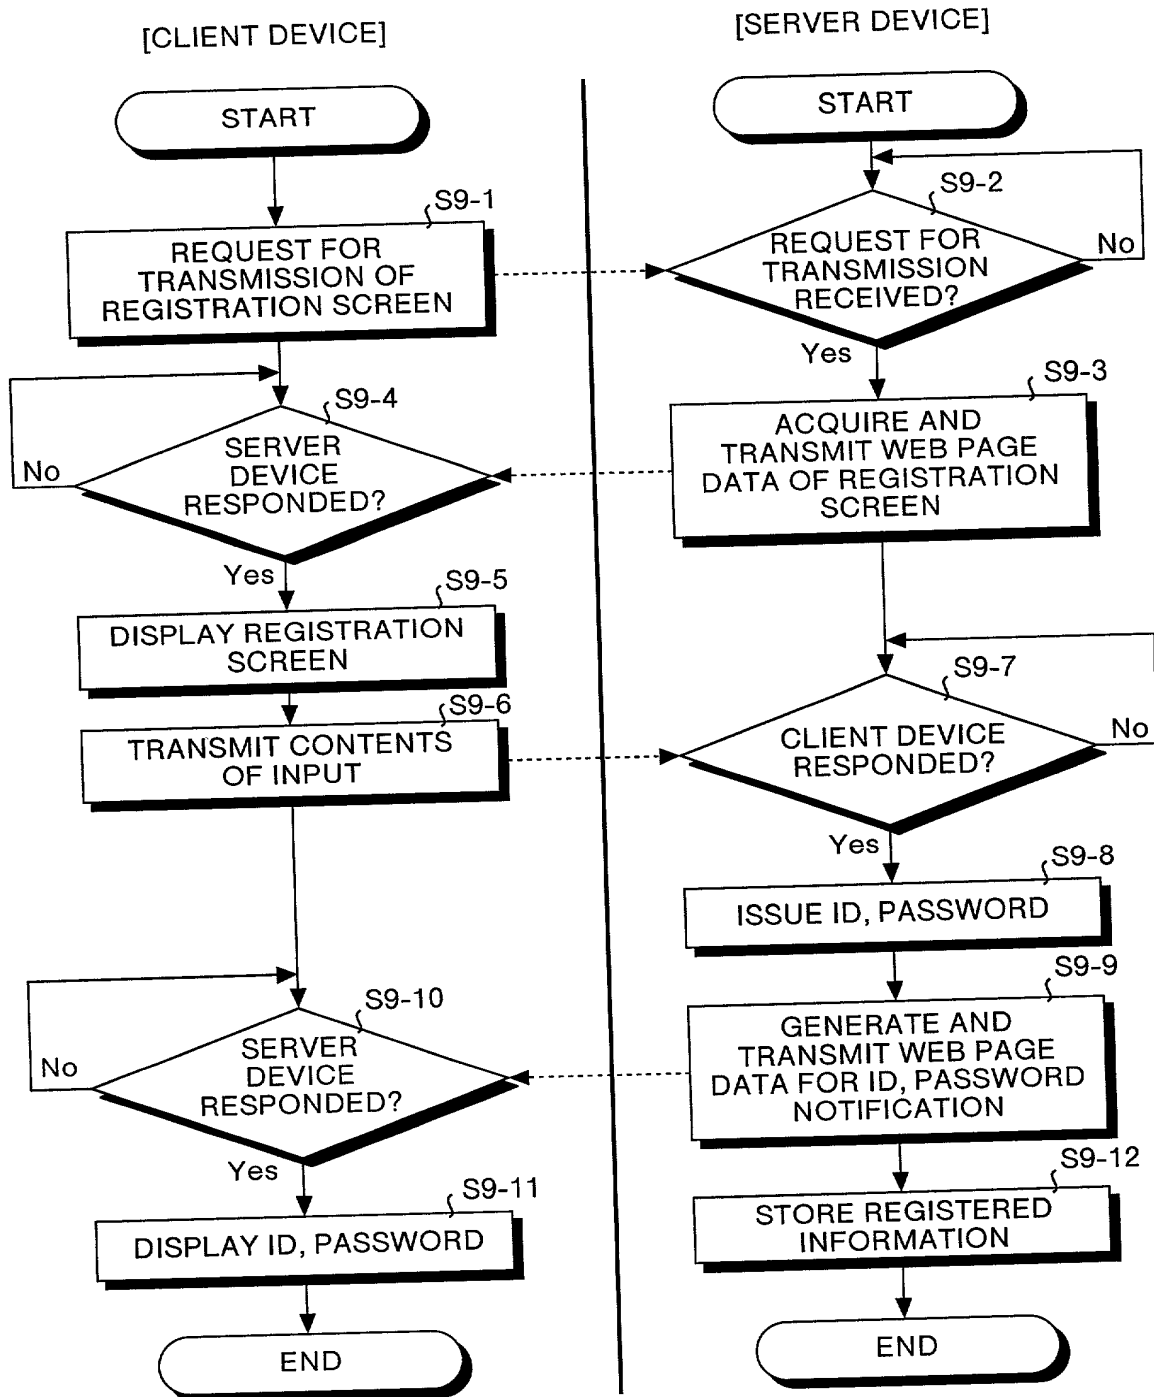 [CLIENT DEVICE]
START
S9-1
REQUEST FOR
TRANSMISSION OF
REGISTRATION SCREEN
S9-4
SERVER
DEVICE
RESPONDED?
No
Yes
S9-5
DISPLAY REGISTRATION
SCREEN
S9-6
TRANSMIT CONTENTS
OF INPUT
S9-10
SERVER
DEVICE
RESPONDED?
No
Yes
S9-11
DISPLAY ID, PASSWORD
END
[SERVER DEVICE]
START
S9-2
REQUEST FOR
TRANSMISSION
RECEIVED?
No
Yes
S9-3
ACQUIRE AND
TRANSMIT WEB PAGE
DATA OF REGISTRATION
SCREEN
S9-7
CLIENT DEVICE
RESPONDED?
No
Yes
S9-8
ISSUE ID, PASSWORD
S9-9
GENERATE AND
TRANSMIT WEB PAGE
DATA FOR ID, PASSWORD
NOTIFICATION
S9-12
STORE REGISTERED
INFORMATION
END